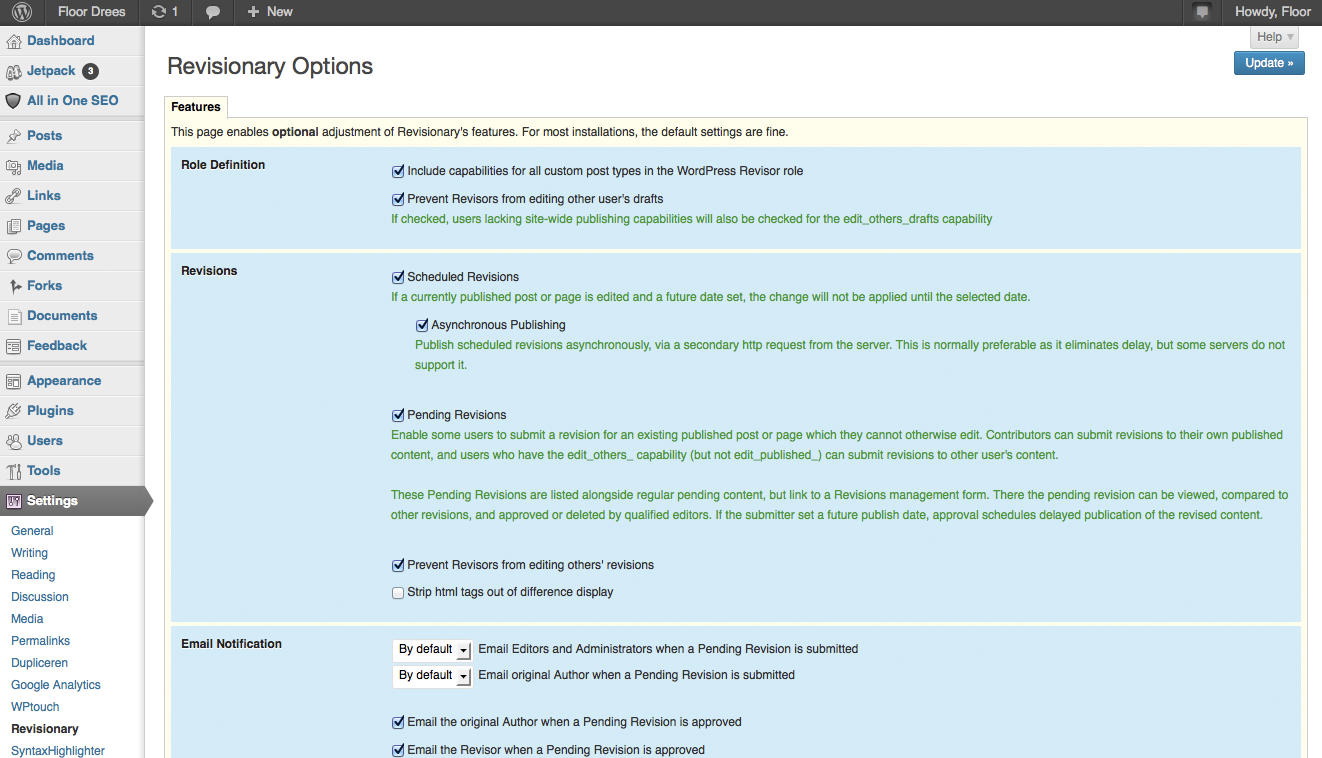 Floor Drees 1 New Howdy, Floor
Help
Dashboard
Jetpack 3
All in One SEO
Posts
Media
Links
Pages
Comments
Forks
Documents
Feedback
Appearance
Plugins
Users
Tools
Settings
General
Writing
Reading
Discussion
Media
Permalinks
Dupliceren
Google Analytics
WPtouch
Revisionary
SyntaxHighlighter
Revisionary Options
Update »
Features
This page enables optional adjustment of Revisionary's features. For most installations, the default settings are fine.
Role Definition
Include capabilities for all custom post types in the WordPress Revisor role
Prevent Revisors from editing other user's drafts
If checked, users lacking site-wide publishing capabilities will also be checked for the edit_others_drafts capability
Revisions
Scheduled Revisions
If a currently published post or page is edited and a future date set, the change will not be applied until the selected date.
Asynchronous Publishing
Publish scheduled revisions asynchronously, via a secondary http request from the server. This is normally preferable as it eliminates delay, but some servers do not
support it.
Pending Revisions
Enable some users to submit a revision for an existing published post or page which they cannot otherwise edit. Contributors can submit revisions to their own published
content, and users who have the edit_others_ capability (but not edit_published_) can submit revisions to other user's content.
These Pending Revisions are listed alongside regular pending content, but link to a Revisions management form. There the pending revision can be viewed, compared to
other revisions, and approved or deleted by qualified editors. If the submitter set a future publish date, approval schedules delayed publication of the revised content.
Prevent Revisors from editing others' revisions
Strip html tags out of difference display
Email Notification
By default Email Editors and Administrators when a Pending Revision is submitted
By default Email original Author when a Pending Revision is submitted
Email the original Author when a Pending Revision is approved
Email the Revisor when a Pending Revision is approved